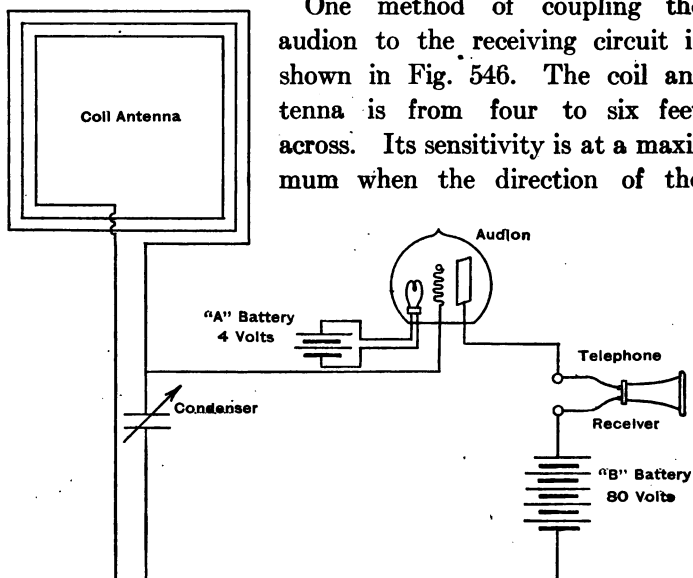 One method of coupling the
audion to the receiving circuit i
shown in Fig. 546. The coil an
tenna is from four to six fee
across. Its sensitivity is at a maxi
mum when the direction of the
Coil Antenna
Audion
"A" Battery
4 Volts
Telephone
Condenser
Receiver
"B" Battery
80 Volts